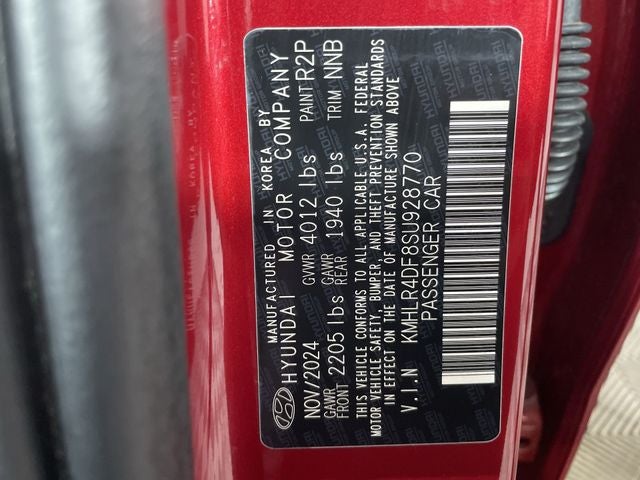 MANUFACTURED IN KOREA BY
HYUNDAI MOTOR COMPANY
NOV/2024 GVWR 4012 lbs PAINT R2P
GAWR FRONT 2205 lbs GAWR REAR 1940 lbs TRIM NNB
THIS VEHICLE CONFORMS TO ALL APPLICABLE U.S.A. FEDERAL
MOTOR VEHICLE SAFETY, BUMPER, AND THEFT PREVENTION STANDARDS
IN EFFECT ON THE DATE OF MANUFACTURE SHOWN ABOVE
V.I.N KMHLR4DF8SU928770
PASSENGER CAR